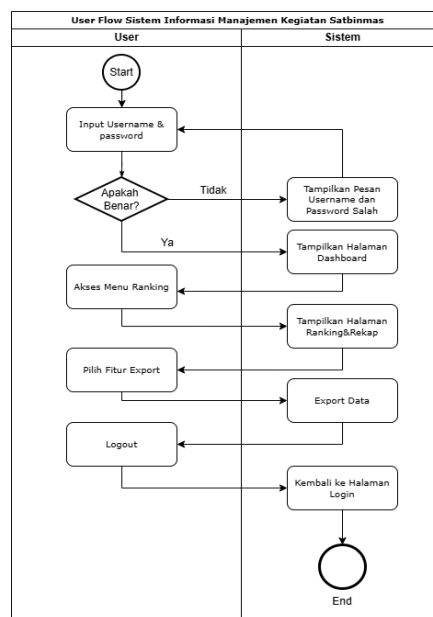 User Flow Sistem Informasi Manajemen Kegiatan Satbinmas
User
Sistem
Start
Input Username &
password
Apakah
Benar?
Tidak
Tampilkan Pesan
Username dan
Password Salah
Ya
Tampilkan Halaman
Dashboard
Akses Menu Ranking
Tampilkan Halaman
Ranking&Rekap
Pilih Fitur Export
Export Data
Logout
Kembali ke Halaman
Login
End